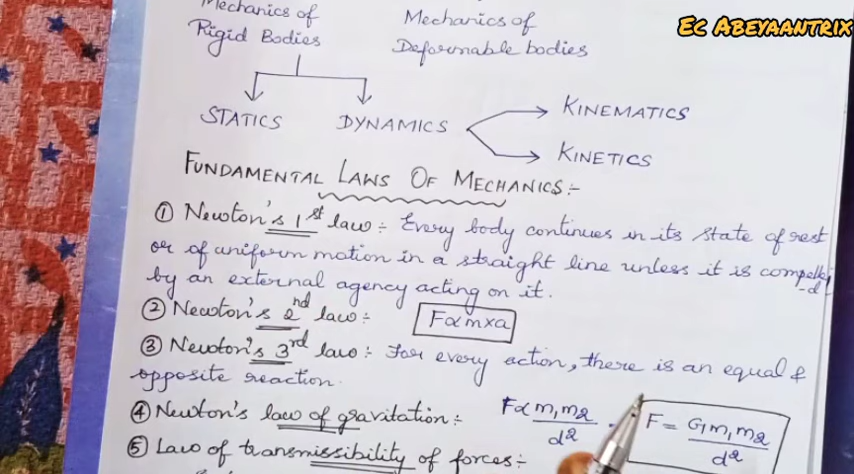 Mechanics of Rigid Bodies
Mechanics of Deformable bodies
Ec Abeyaantrix
STATICS DYNAMICS KINEMATICS
KINETICS
FUNDAMENTAL LAWS OF MECHANICS:-
① Newton's 1st law:- Every body continues in its state of rest
or of uniform motion in a straight line unless it is compelle
-d
by an external agency acting on it.
② Newton's 2nd law:- F∝m×a
③ Newton's 3rd law:- For every action, there is an equal &
opposite reaction.
④ Newton's law of gravitation:- F∝ m1m2/d² F = Gm1m2/d²
⑤ Law of transmissibility of forces:-